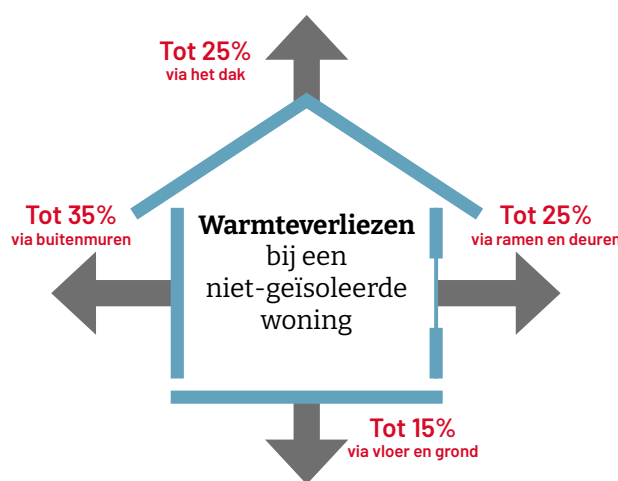 Tot 25%
via het dak
Tot 35%
via buitenmuren
Warmteverliezen
bij een
niet-geïsoleerde
woning
Tot 25%
via ramen en deuren
Tot 15%
via vloer en grond